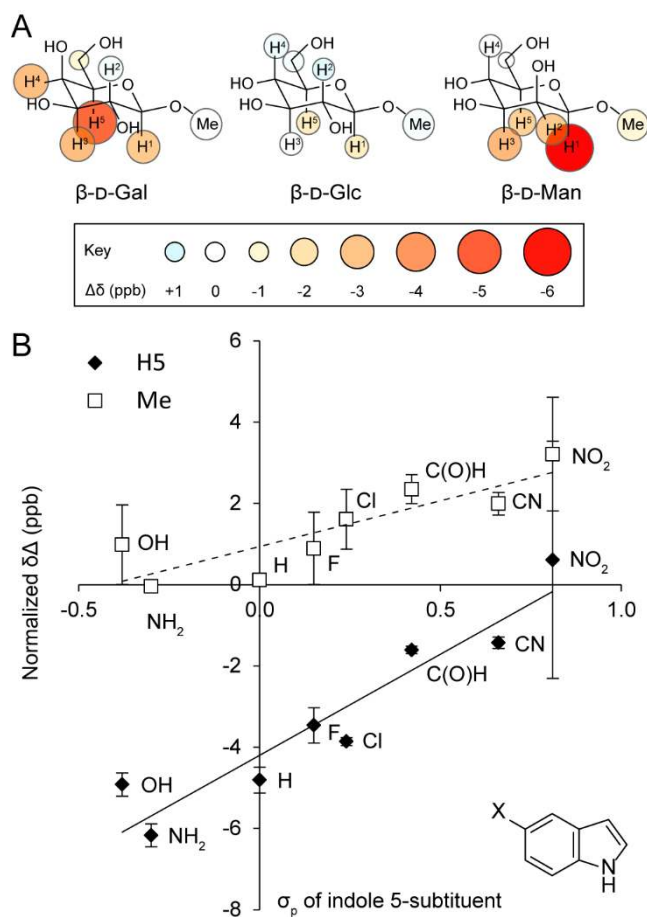 A
OH
HO H⁴ H² O
HO O Me
H⁵ OH
H³ H¹
β-D-Gal
H⁴ OH
H² O
HO O Me
HO H⁵ OH
H³ H¹
β-D-Glc
H⁴ OH OH
O
HO O Me
HO H⁵ H²
H³ H¹
β-D-Man
Key
Δδ (ppb) +1 0 -1 -2 -3 -4 -5 -6
B
◆ H5
□ Me
Normalized δΔ (ppb)
6
4
2
0
-2
-4
-6
-8
-0.5 0.0 0.5 1.0
OH
NH₂
H
F
Cl
C(O)H
CN
NO₂
NO₂
CN
C(O)H
Cl
F
H
OH
NH₂
σₚ of indole 5-subtituent
X
N
H